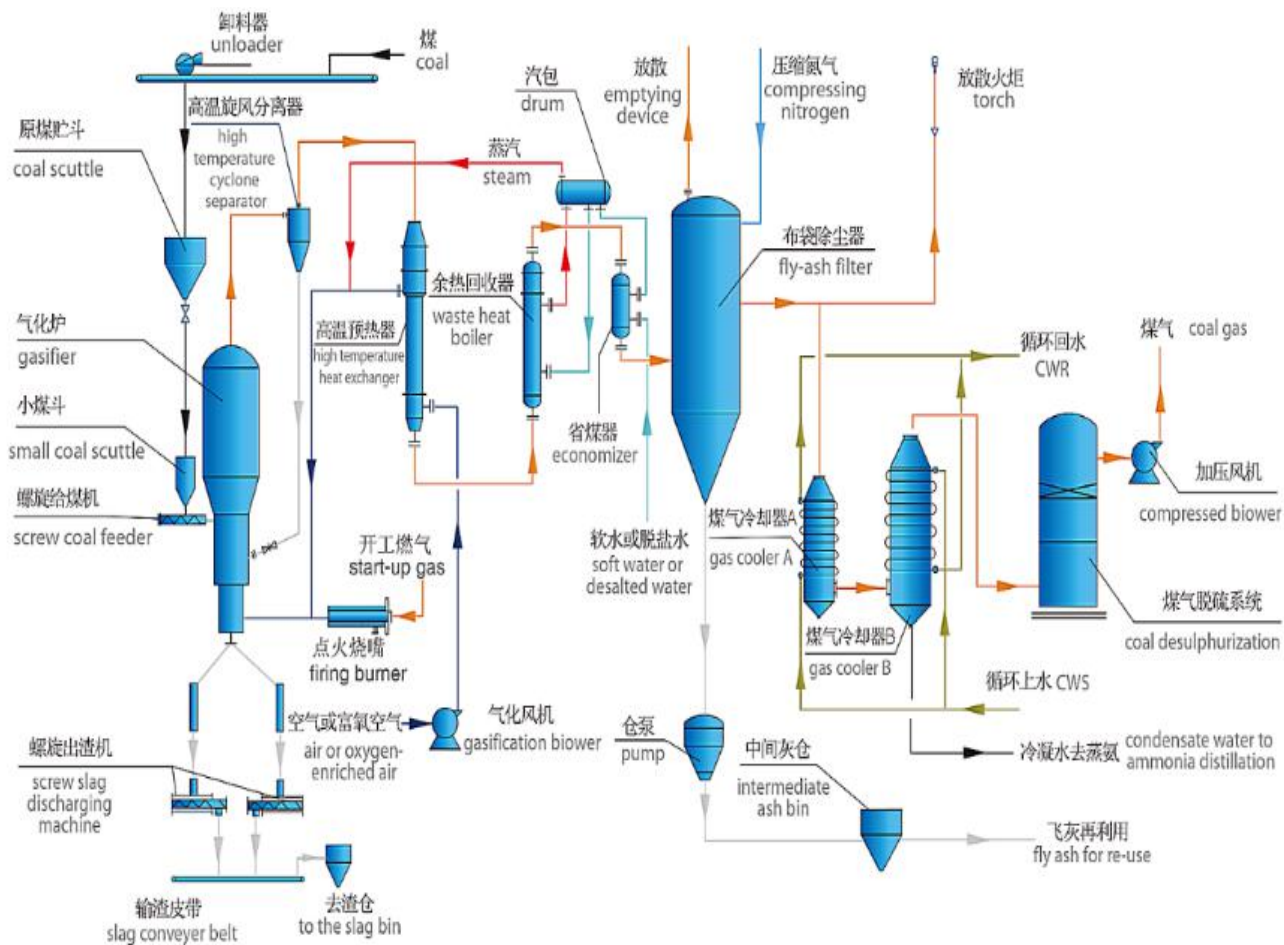 卸料器
unloader
煤
coal
原煤贮斗
coal scuttle
高温旋风分离器
high
temperature
cyclone
separator
蒸汽
steam
汽包
drum
放散
emptying
device
压缩氮气
compressing
nitrogen
放散火炬
torch
气化炉
gasifier
小煤斗
small coal scuttle
螺旋给煤机
screw coal feeder
高温预热器
high temperature
heat exchanger
余热回收器
waste heat
boiler
省煤器
economizer
布袋除尘器
fly-ash filter
循环回水
CWR
煤气 coal gas
加压风机
compressed biower
开工燃气
start-up gas
点火烧嘴
firing burner
软水或脱盐水
soft water or
desalted water
煤气冷却器A
gas cooler A
煤气冷却器B
gas cooler B
煤气脱硫系统
coal desulphurization
循环上水 CWS
空气或富氧空气
air or oxygen-
enriched air
气化风机
gasification biower
仓泵
pump
中间灰仓
intermediate
ash bin
冷凝水去蒸氨
condensate water to
ammonia distillation
飞灰再利用
fly ash for re-use
螺旋出渣机
screw slag
discharging
machine
输渣皮带
slag conveyer belt
去渣仓
to the slag bin